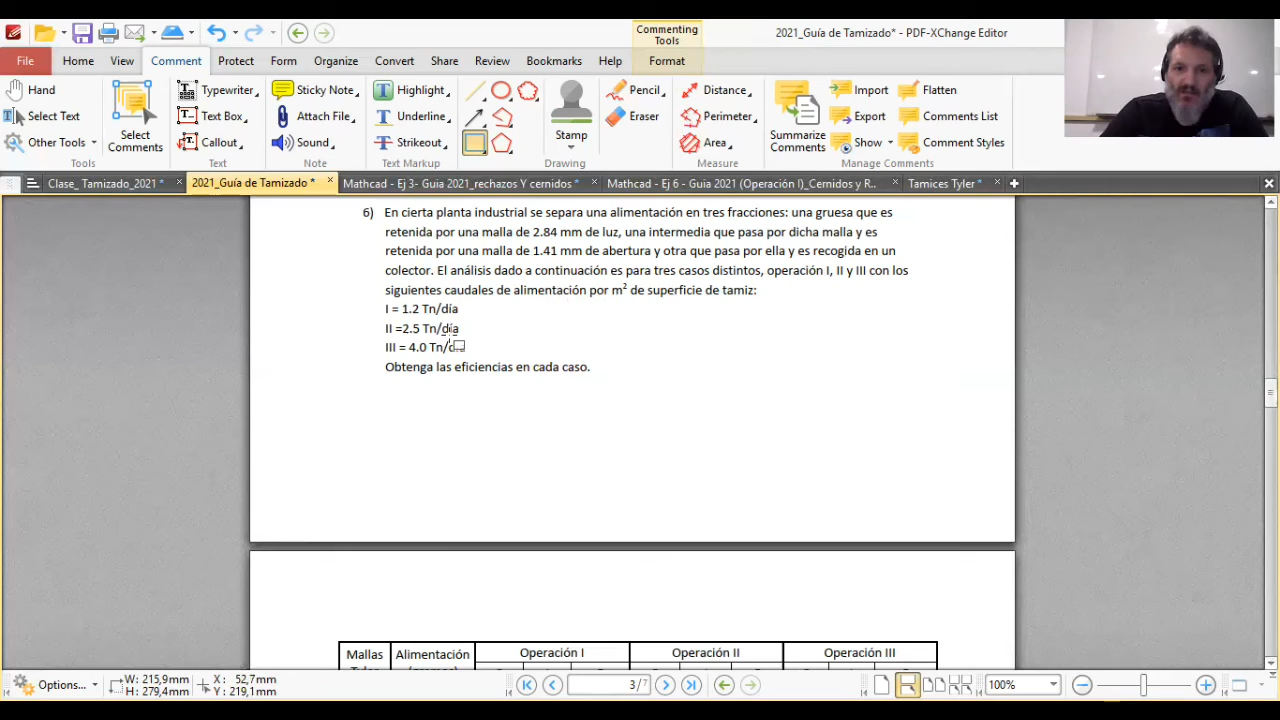 2021_Guía de Tamizado* - PDF-XChange Editor
Commenting
Tools
File
Home
View
Comment
Protect
Form
Organize
Convert
Share
Review
Bookmarks
Help
Format
Hand
Select Text
Other Tools
Select
Comments
Tools
Typewriter
Text Box
Callout
Text
Sticky Note
Attach File
Sound
Note
Highlight
Underline
Strikeout
Text Markup
Pencil
Eraser
Stamp
Drawing
Distance
Perimeter
Area
Measure
Summarize
Comments
Import
Export
Show
Flatten
Comments List
Comment Styles
Manage Comments
Clase_ Tamizado_2021 *
2021_Guía de Tamizado *
Mathcad - Ej 3- Guia 2021_rechazos Y cernidos *
Mathcad - Ej 6 - Guia 2021 (Operación I)_Cernidos y R..
Tamices Tyler *
6) En cierta planta industrial se separa una alimentación en tres fracciones: una gruesa que es
retenida por una malla de 2.84 mm de luz, una intermedia que pasa por dicha malla y es
retenida por una malla de 1.41 mm de abertura y otra que pasa por ella y es recogida en un
colector. El análisis dado a continuación es para tres casos distintos, operación I, II y III con los
siguientes caudales de alimentación por m² de superficie de tamiz:
I = 1.2 Tn/día
II =2.5 Tn/día
III = 4.0
Obtenga las eficiencias en cada caso.
Mallas
Alimentación
Operación I
Operación II
Operación III
Options...
W: 215,9mm
H: 279,4mm
X: 52,7mm
Y: 219,1mm
3/7
100%